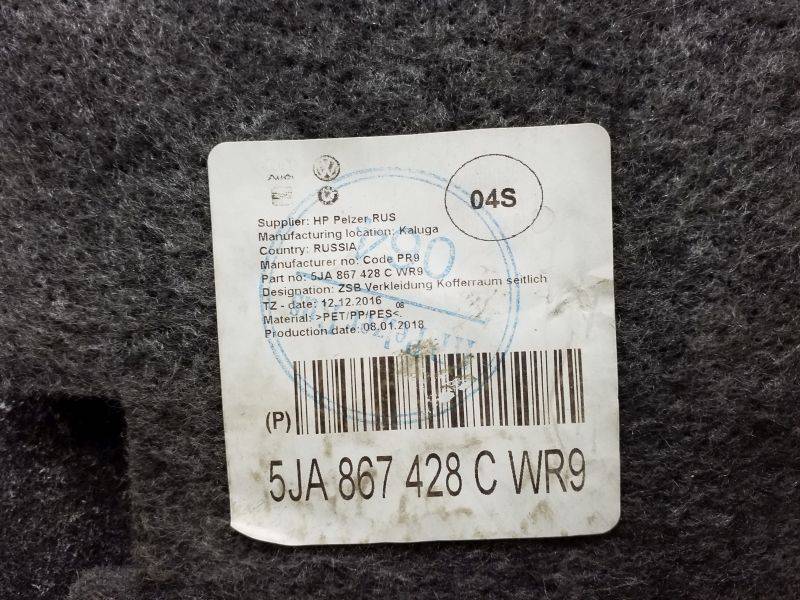 Audi
04S
Supplier: HP Pelzer RUS
Manufacturing location: Kaluga
Country: RUSSIA
Manufacturer no: Code PR9
Part no: 5JA 867 428 C WR9
Designation: ZSB Verkleidung Kofferraum seitlich
TZ - date: 12.12.2016 08
Material: >PET/PP/PES<.
Production date: 08.01.2018
(P)
5JA 867 428 C WR9